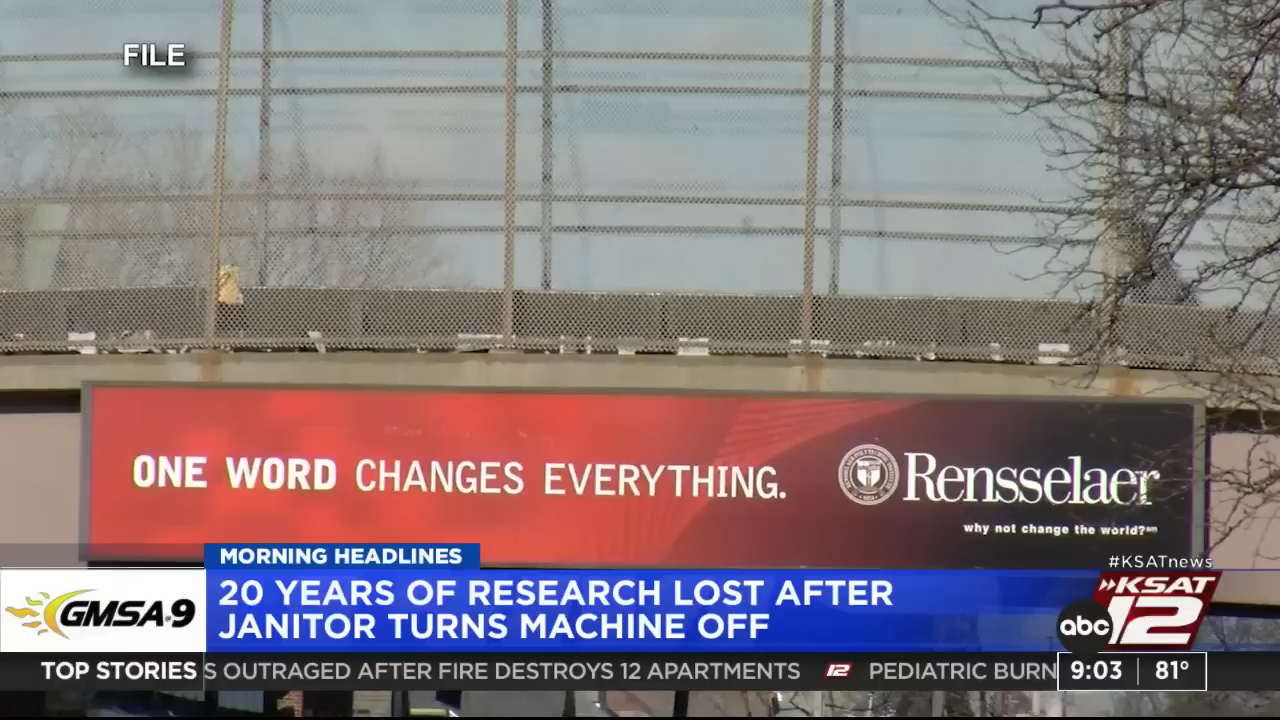 FILE
ONE WORD CHANGES EVERYTHING.
Rensselaer
why not change the world?℠
MORNING HEADLINES
#KSATnews
20 YEARS OF RESEARCH LOST AFTER
JANITOR TURNS MACHINE OFF
GMSA@9
abc KSAT 12
TOP STORIES S OUTRAGED AFTER FIRE DESTROYS 12 APARTMENTS 12 PEDIATRIC BURN 9:03 81°